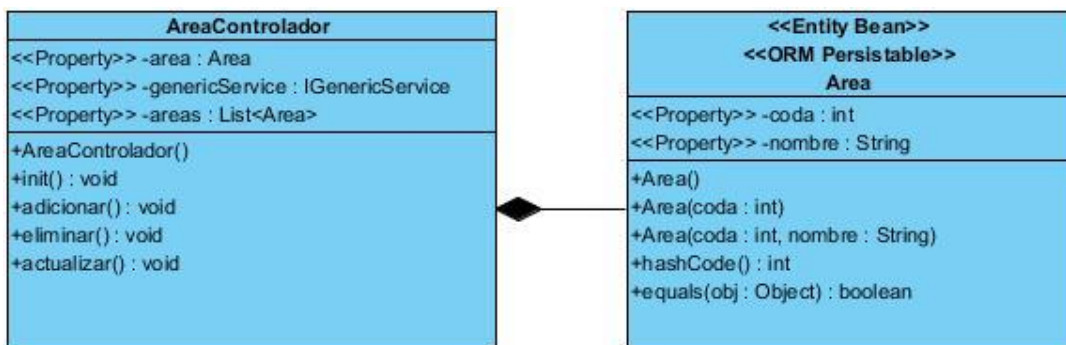 AreaControlador
<<Property>> -area : Area
<<Property>> -genericService : IGenericService
<<Property>> -areas : List<Area>
+AreaControlador()
+init() : void
+adicionar() : void
+eliminar() : void
+actualizar() : void
<<Entity Bean>>
<<ORM Persistable>>
Area
<<Property>> -coda : int
<<Property>> -nombre : String
+Area()
+Area(coda : int)
+Area(coda : int, nombre : String)
+hashCode() : int
+equals(obj : Object) : boolean